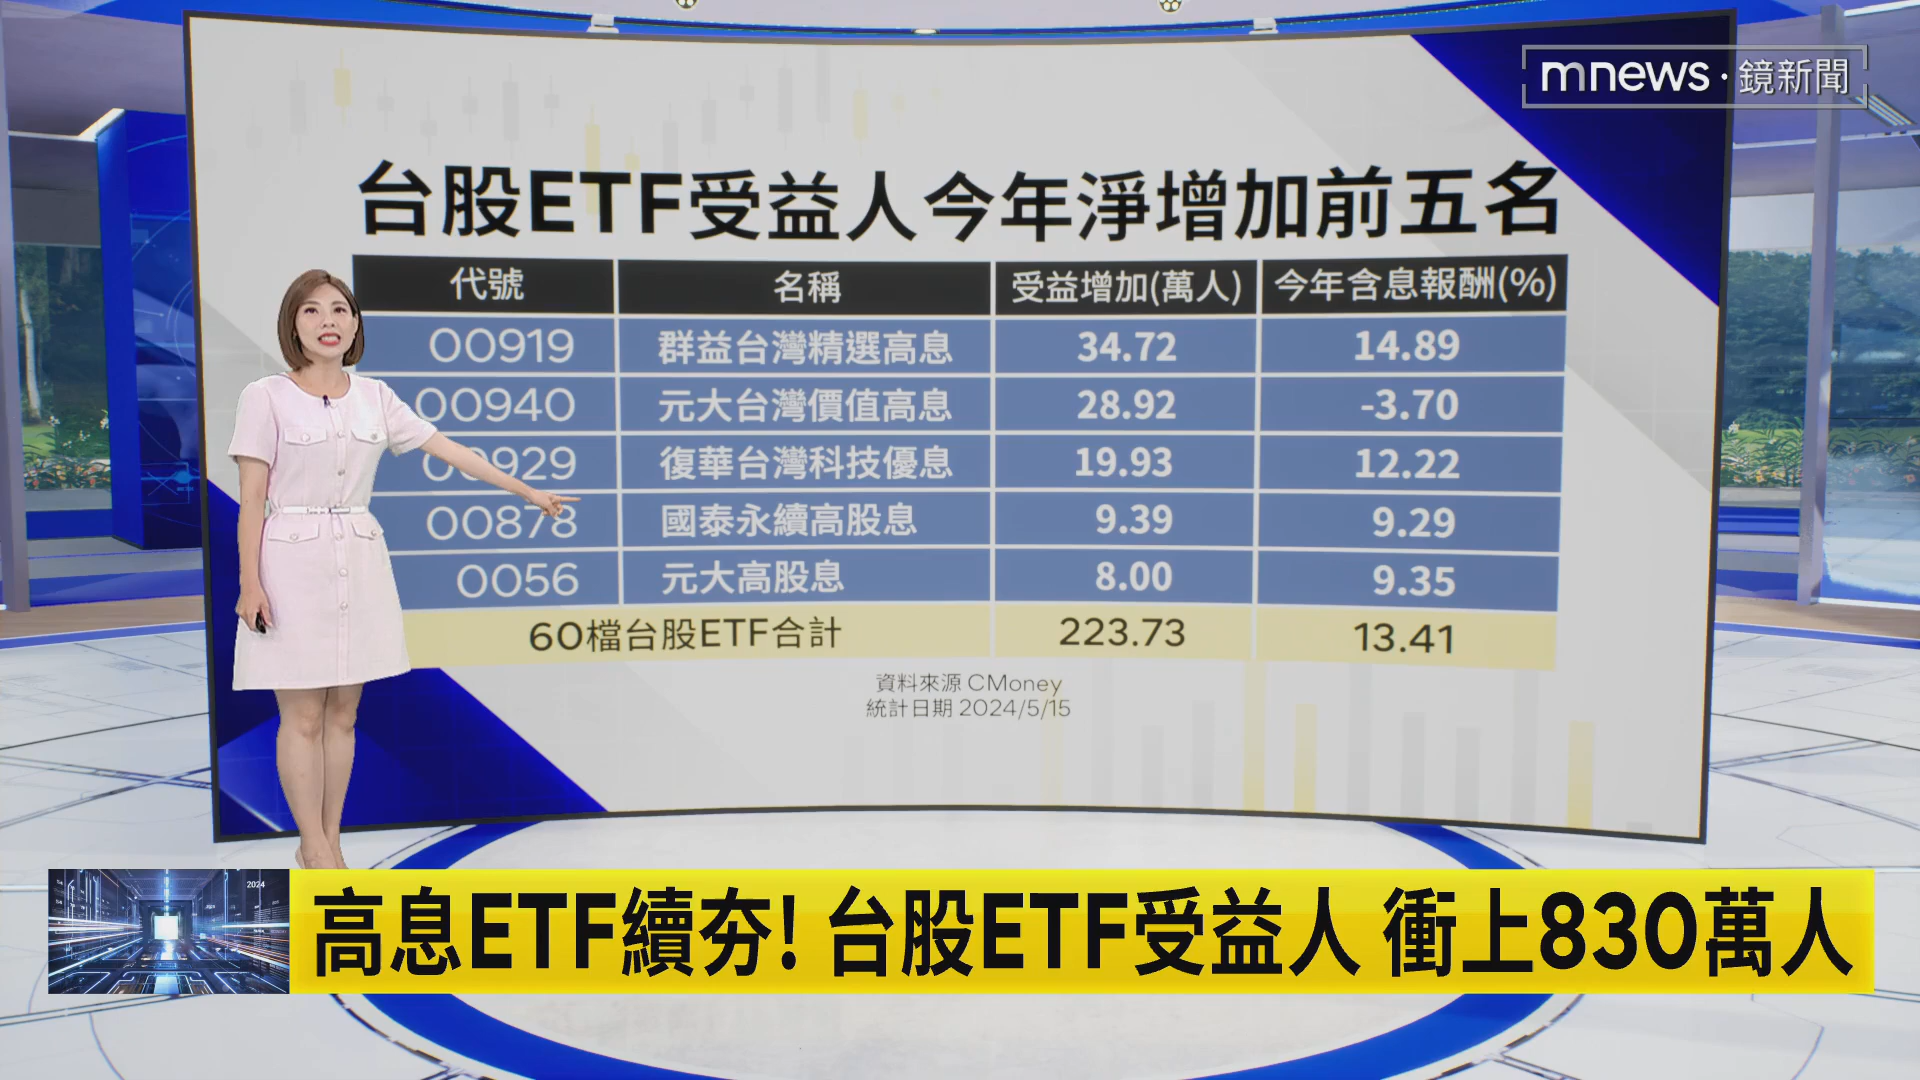 mnews·鏡新聞
台股ETF受益人今年淨增加前五名
代號 名稱 受益增加(萬人) 今年含息報酬(%)
00919 群益台灣精選高息 34.72 14.89
00940 元大台灣價值高息 28.92 -3.70
00929 復華台灣科技優息 19.93 12.22
00878 國泰永續高股息 9.39 9.29
0056 元大高股息 8.00 9.35
60檔台股ETF合計 223.73 13.41
資料來源 CMoney
統計日期 2024/5/15
2024
高息ETF續夯! 台股ETF受益人 衝上830萬人